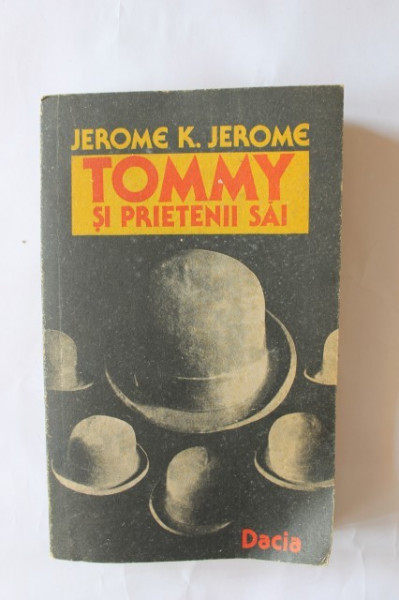 JEROME K. JEROME
TOMMY
ȘI PRIETENII SĂI
Dacia